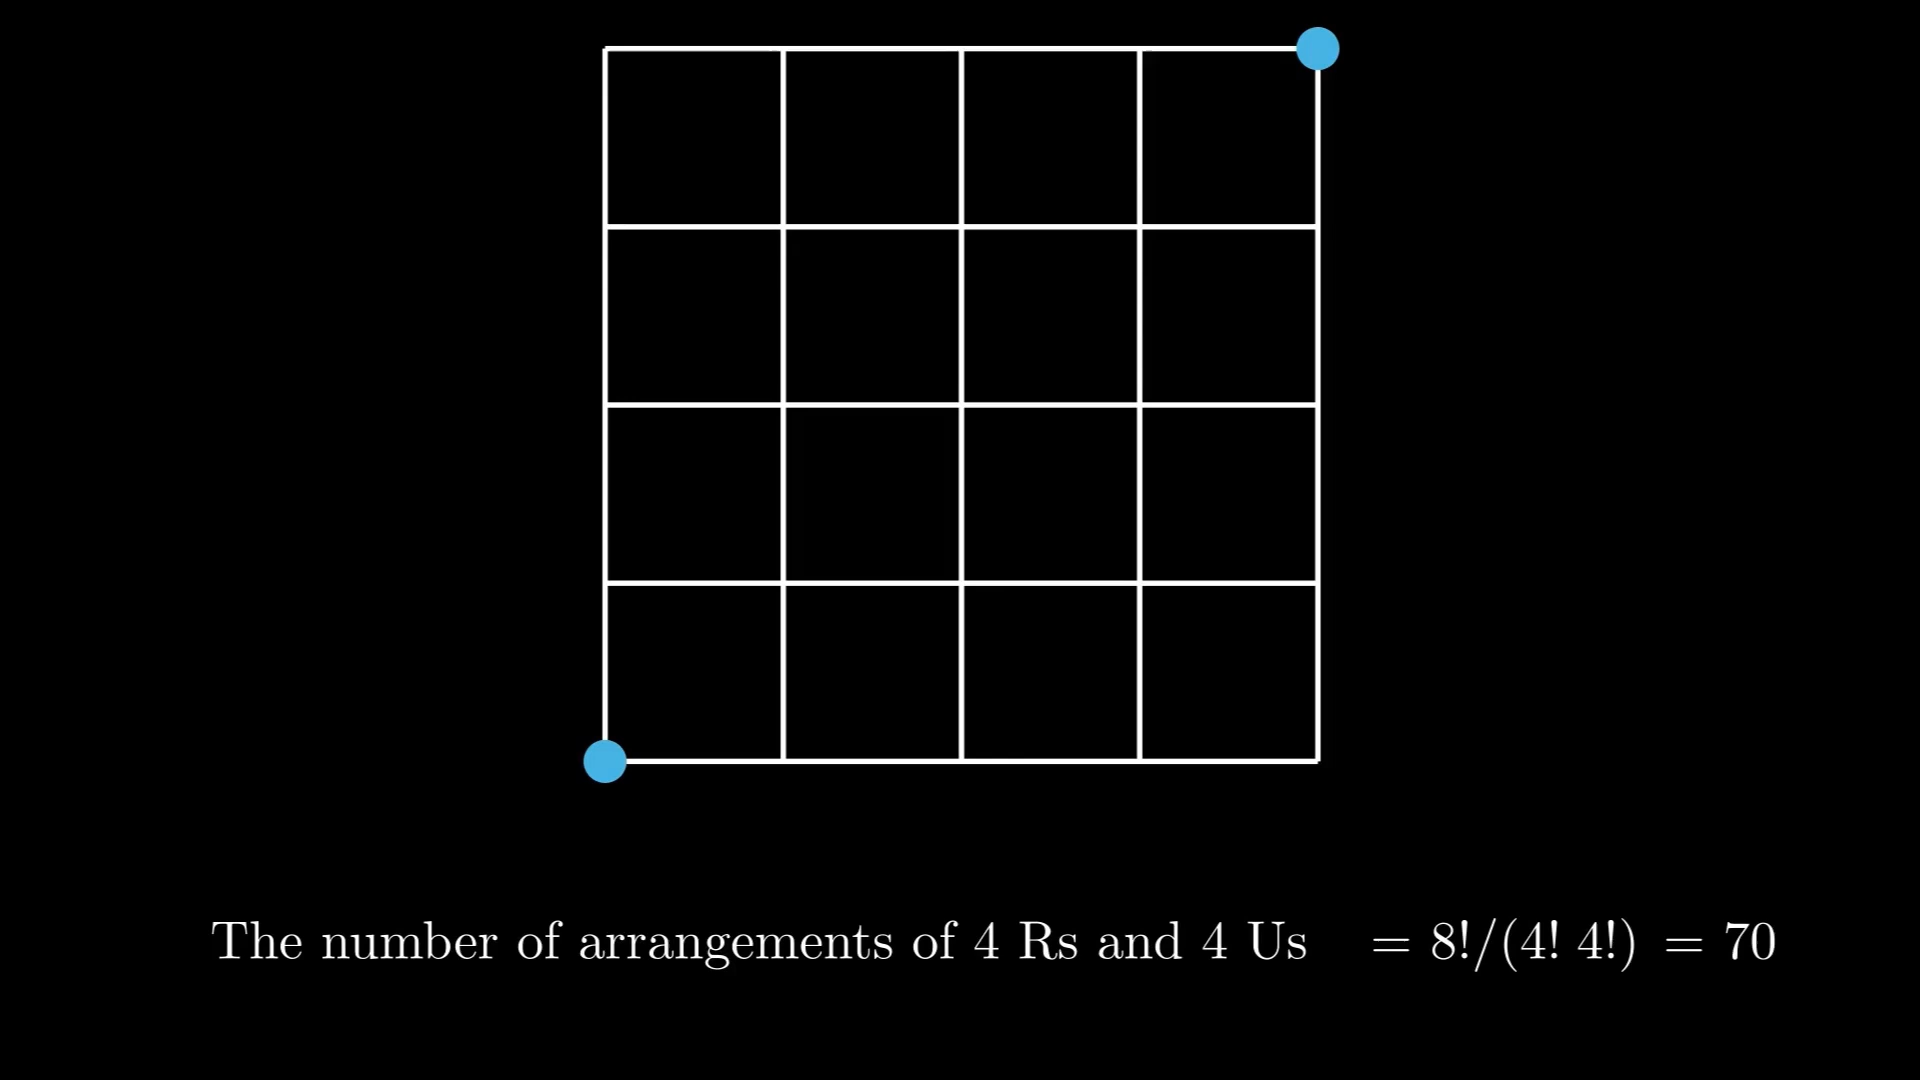 The number of arrangements of 4 Rs and 4 Us = 8!/(4! 4!) = 70